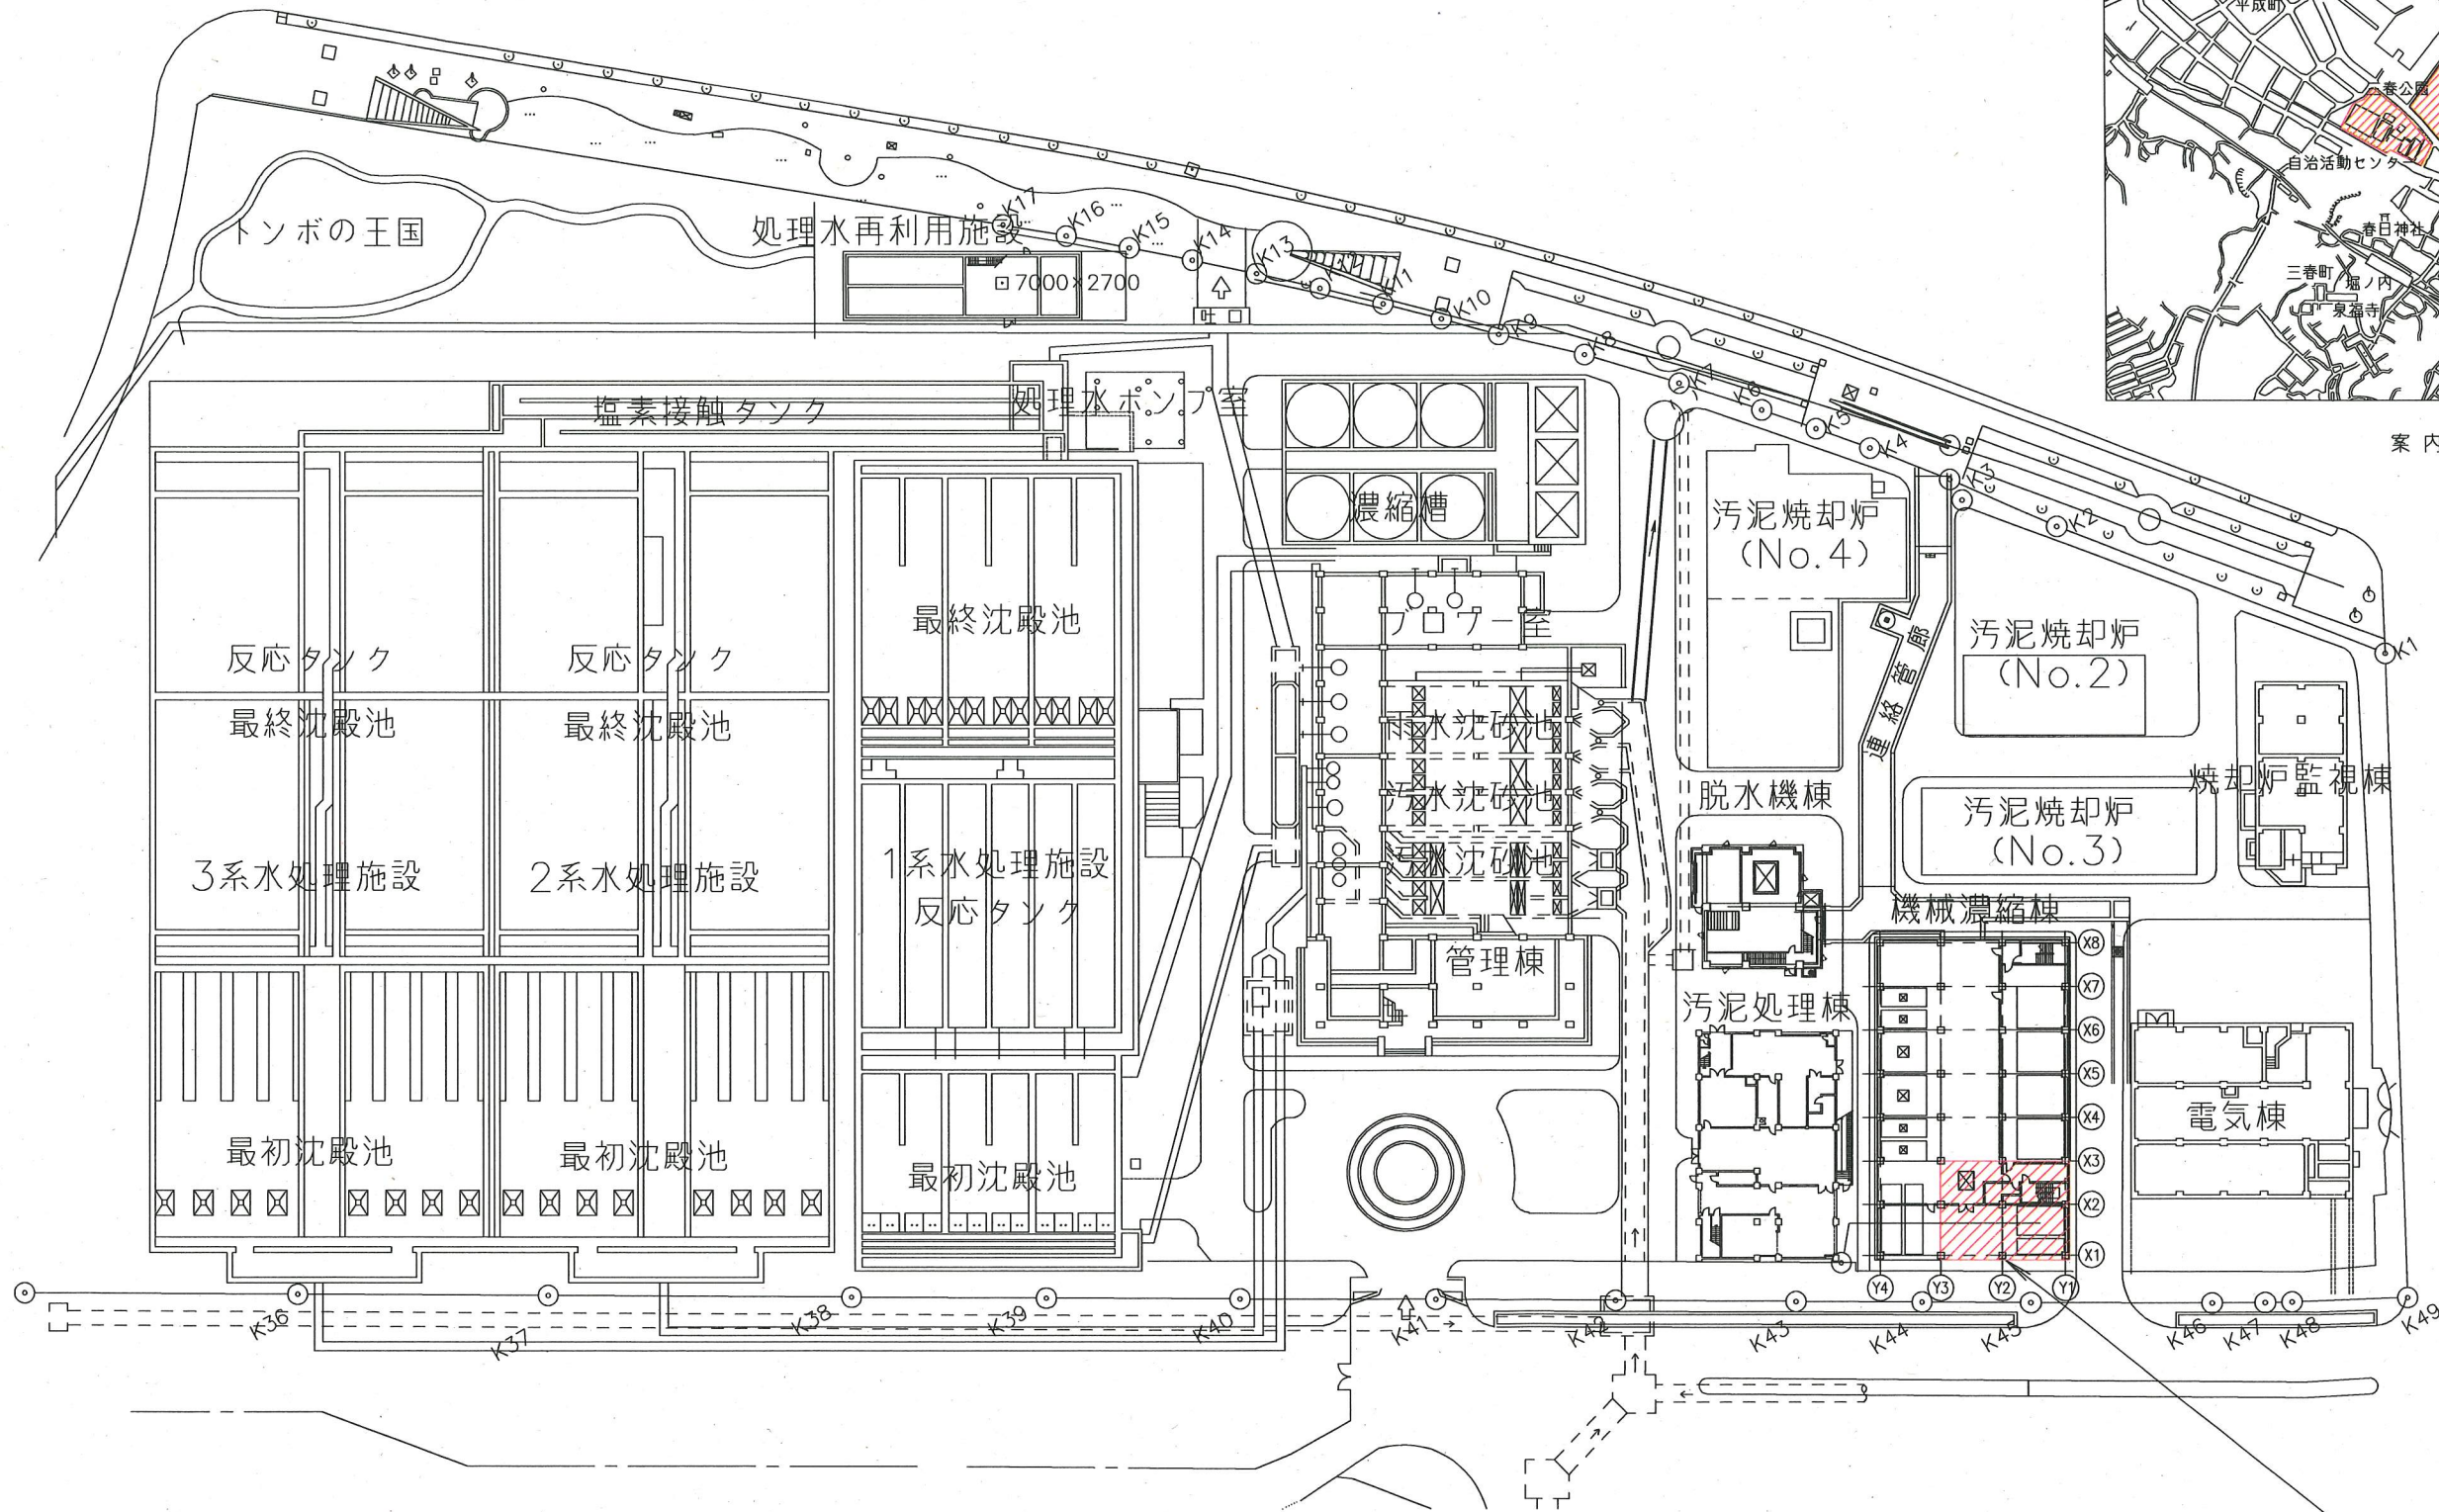 平成町
三春公園
自治活動センター
春日神社
三春町
堀ノ内
泉福寺
案内
トンボの王国
処理水再利用施設
7000×2700
吐
K17
K16
K15
K14
K13
K11
K10
K9
K8
K7
K6
K5
K4
K3
K2
K1
塩素接触タンク
処理水ポンプ室
濃縮槽
汚泥焼却炉
(No.4)
連絡管廊
汚泥焼却炉
(No.2)
最終沈殿池
ブロワー室
反応タンク
反応タンク
最終沈殿池
最終沈殿池
雨水沈砂池
汚水沈砂池
汚水沈砂池
脱水機棟
汚泥焼却炉
(No.3)
焼却炉監視棟
3系水処理施設
2系水処理施設
1系水処理施設
反応タンク
管理棟
機械濃縮棟
汚泥処理棟
電気棟
X8
X7
X6
X5
X4
X3
X2
X1
最初沈殿池
最初沈殿池
最初沈殿池
Y4
Y3
Y2
Y1
K36
K37
K38
K39
K40
K41
K42
K43
K44
K45
K46
K47
K48
K49